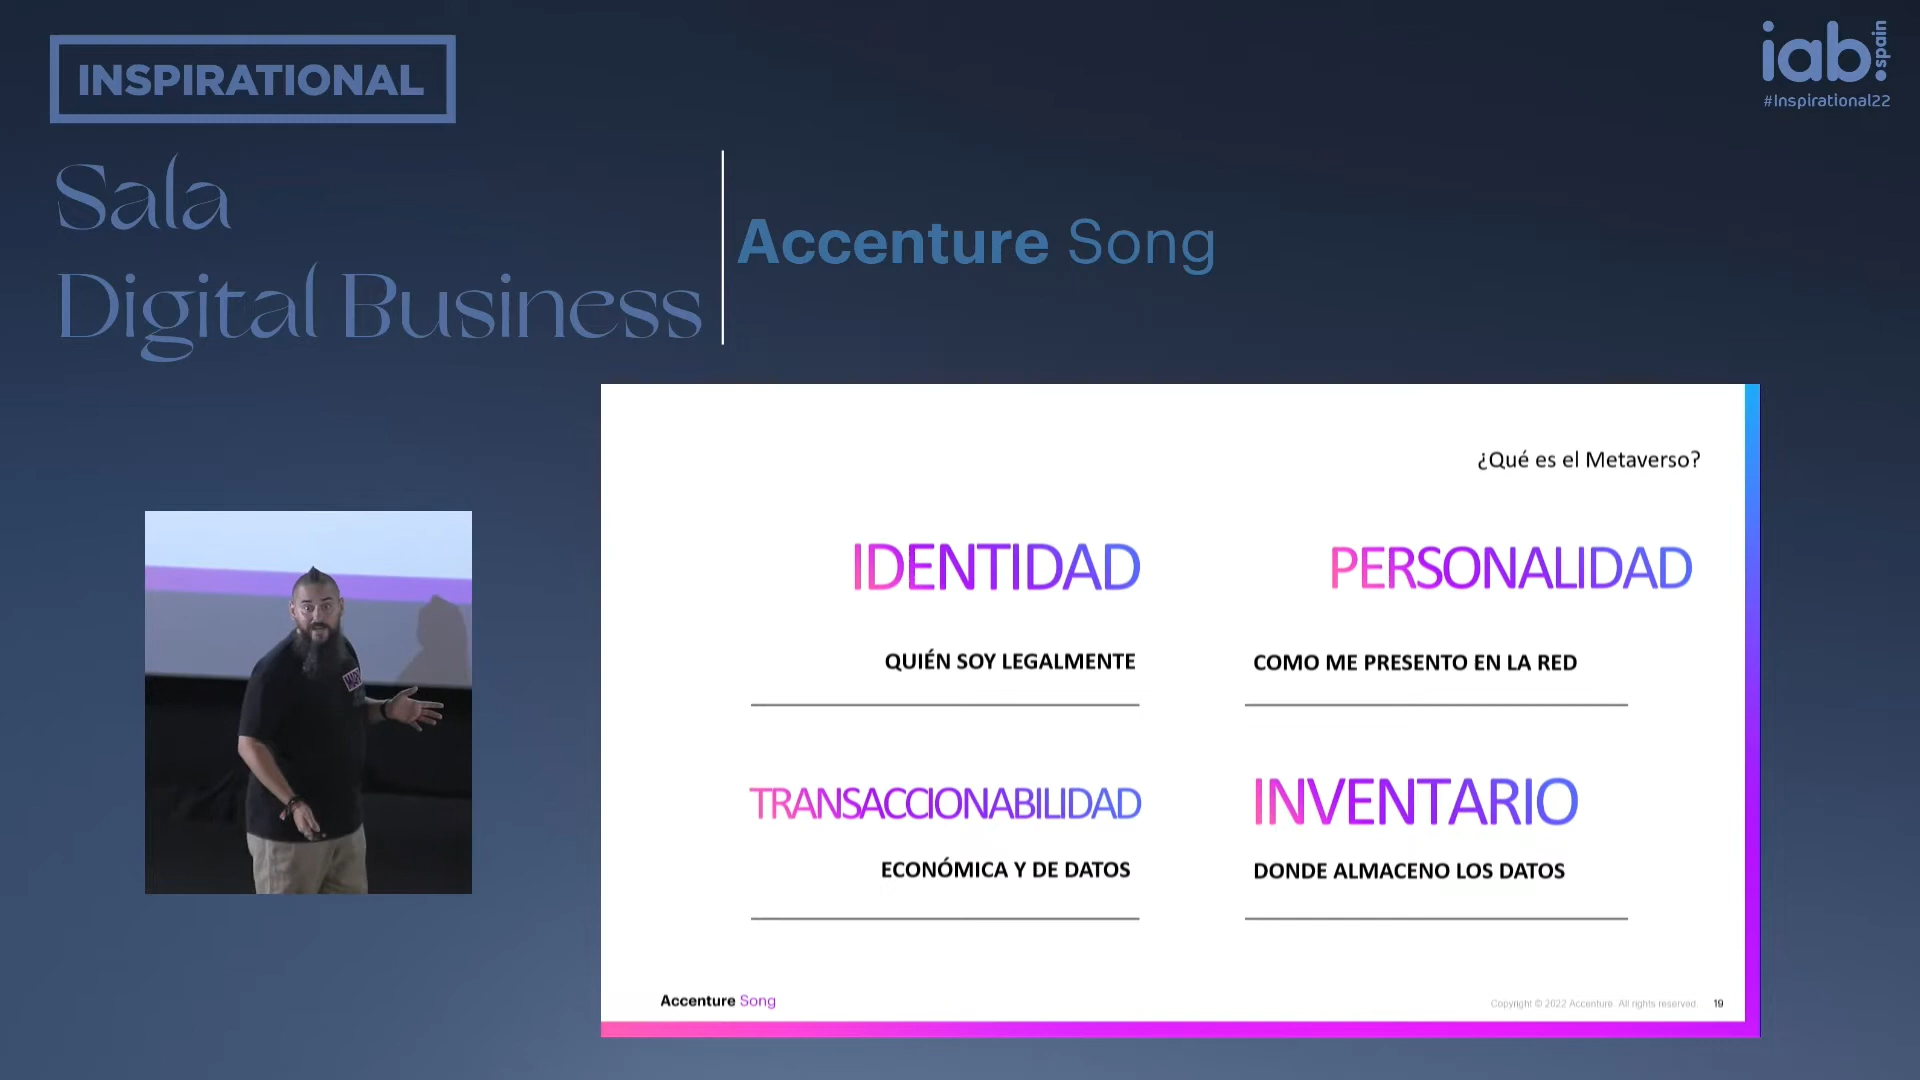 INSPIRATIONAL
iab.spain
#Inspirational22
Sala
Digital Business
Accenture Song
¿Qué es el Metaverso?
IDENTIDAD
QUIÉN SOY LEGALMENTE
PERSONALIDAD
COMO ME PRESENTO EN LA RED
TRANSACCIONABILIDAD
ECONÓMICA Y DE DATOS
INVENTARIO
DONDE ALMACENO LOS DATOS
Accenture Song
Copyright © 2022 Accenture. All rights reserved. 19